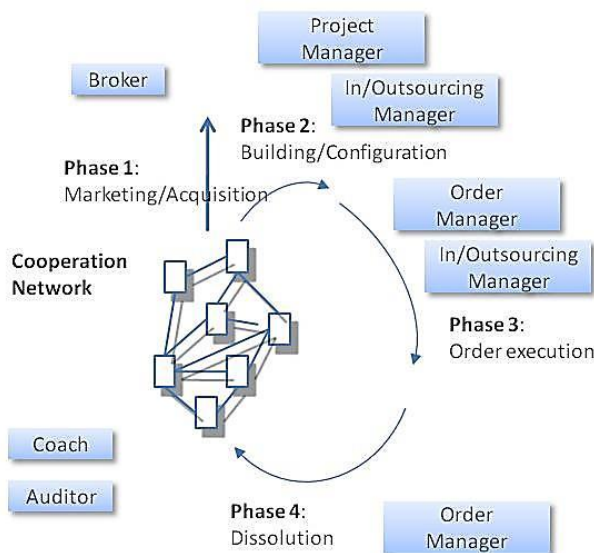 Project
Manager
Broker
In/Outsourcing
Manager
Phase 2:
Building/Configuration
Phase 1:
Marketing/Acquisition
Order
Manager
Cooperation
Network
In/Outsourcing
Manager
Phase 3:
Order execution
Coach
Auditor
Phase 4:
Dissolution
Order
Manager